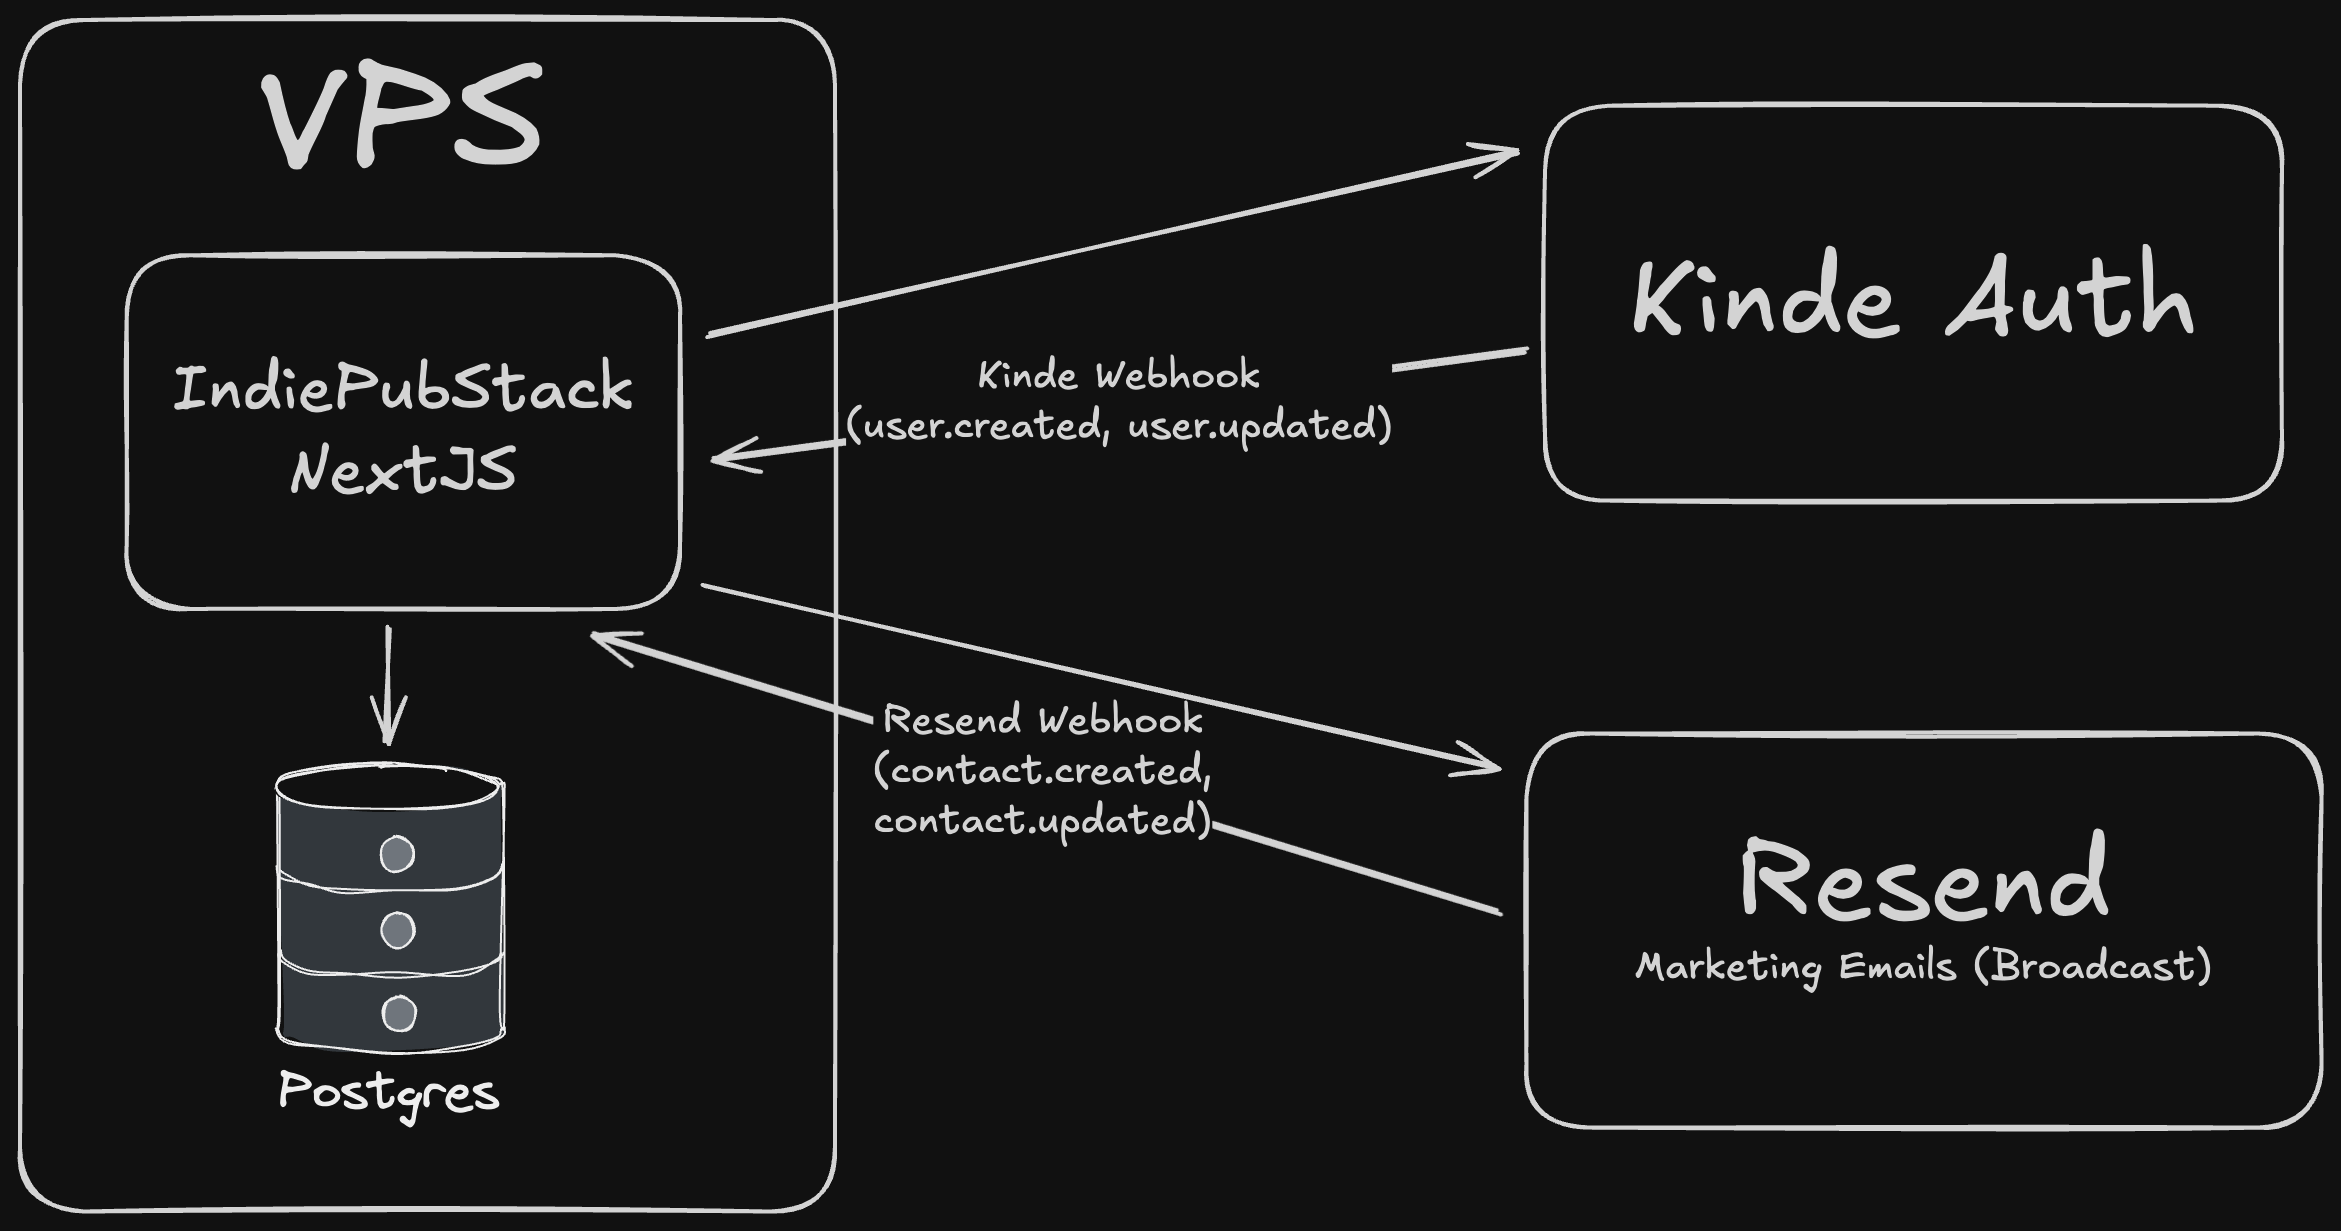 VPS
IndiePubStack
NextJS
Postgres
Kinde Webhook
(user.created, user.updated)
Kinde Auth
Resend Webhook
(contact.created,
contact.updated)
Resend
Marketing Emails (Broadcast)